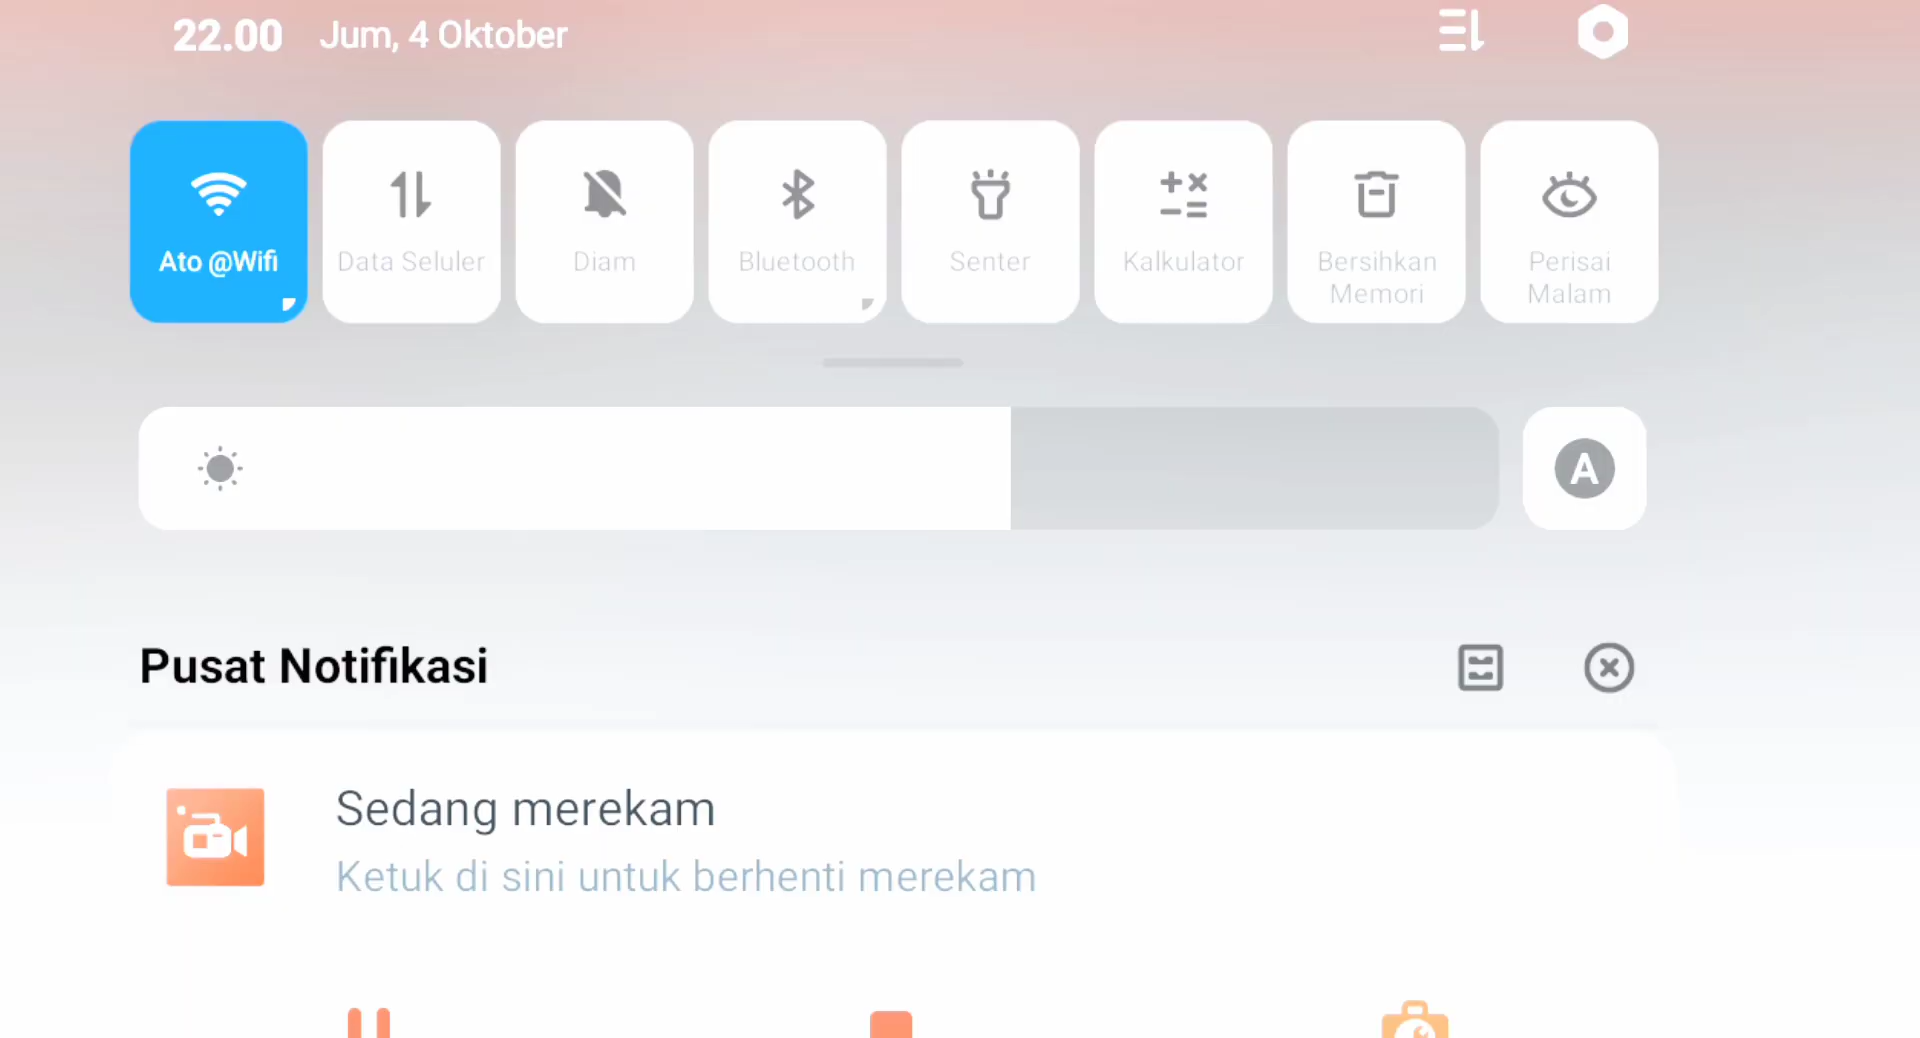 22.00 Jum, 4 Oktober
Ato @Wifi
Data Seluler
Diam
Bluetooth
Senter
Kalkulator
Bersihkan
Memori
Perisai
Malam
A
Pusat Notifikasi
Sedang merekam
Ketuk di sini untuk berhenti merekam